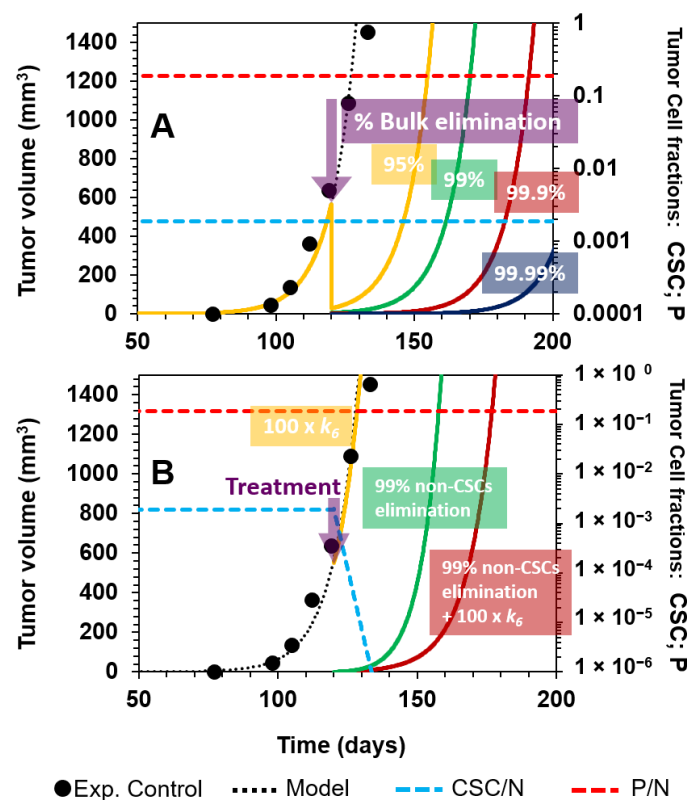 1400
1200
1000
800
600
400
200
0
Tumor volume (mm³)
A
% Bulk elimination
95%
99%
99.9%
99.99%
1
0.1
0.01
0.001
0.0001
Tumor Cell fractions: CSC; P
50
100
150
200
1400
1200
1000
800
600
400
200
0
Tumor volume (mm³)
B
100 x k₆
Treatment
99% non-CSCs
elimination
99% non-CSCs
elimination
+ 100 x k₆
1 × 10⁰
1 × 10⁻¹
1 × 10⁻²
1 × 10⁻³
1 × 10⁻⁴
1 × 10⁻⁵
1 × 10⁻⁶
Tumor Cell fractions: CSC; P
50
100
150
200
Time (days)
Exp. Control
Model
CSC/N
P/N